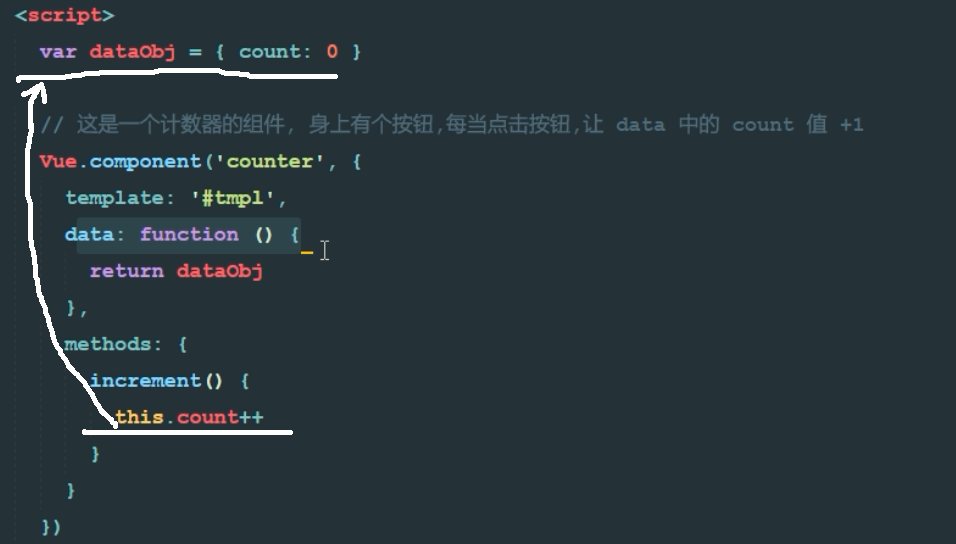 <script>
var dataObj = { count: 0 }
// 这是一个计数器的组件, 身上有个按钮,每当点击按钮,让 data 中的 count 值 +1
Vue.component('counter', {
template: '#tmpl',
data: function () {
return dataObj
},
methods: {
increment() {
this.count++
}
}
})